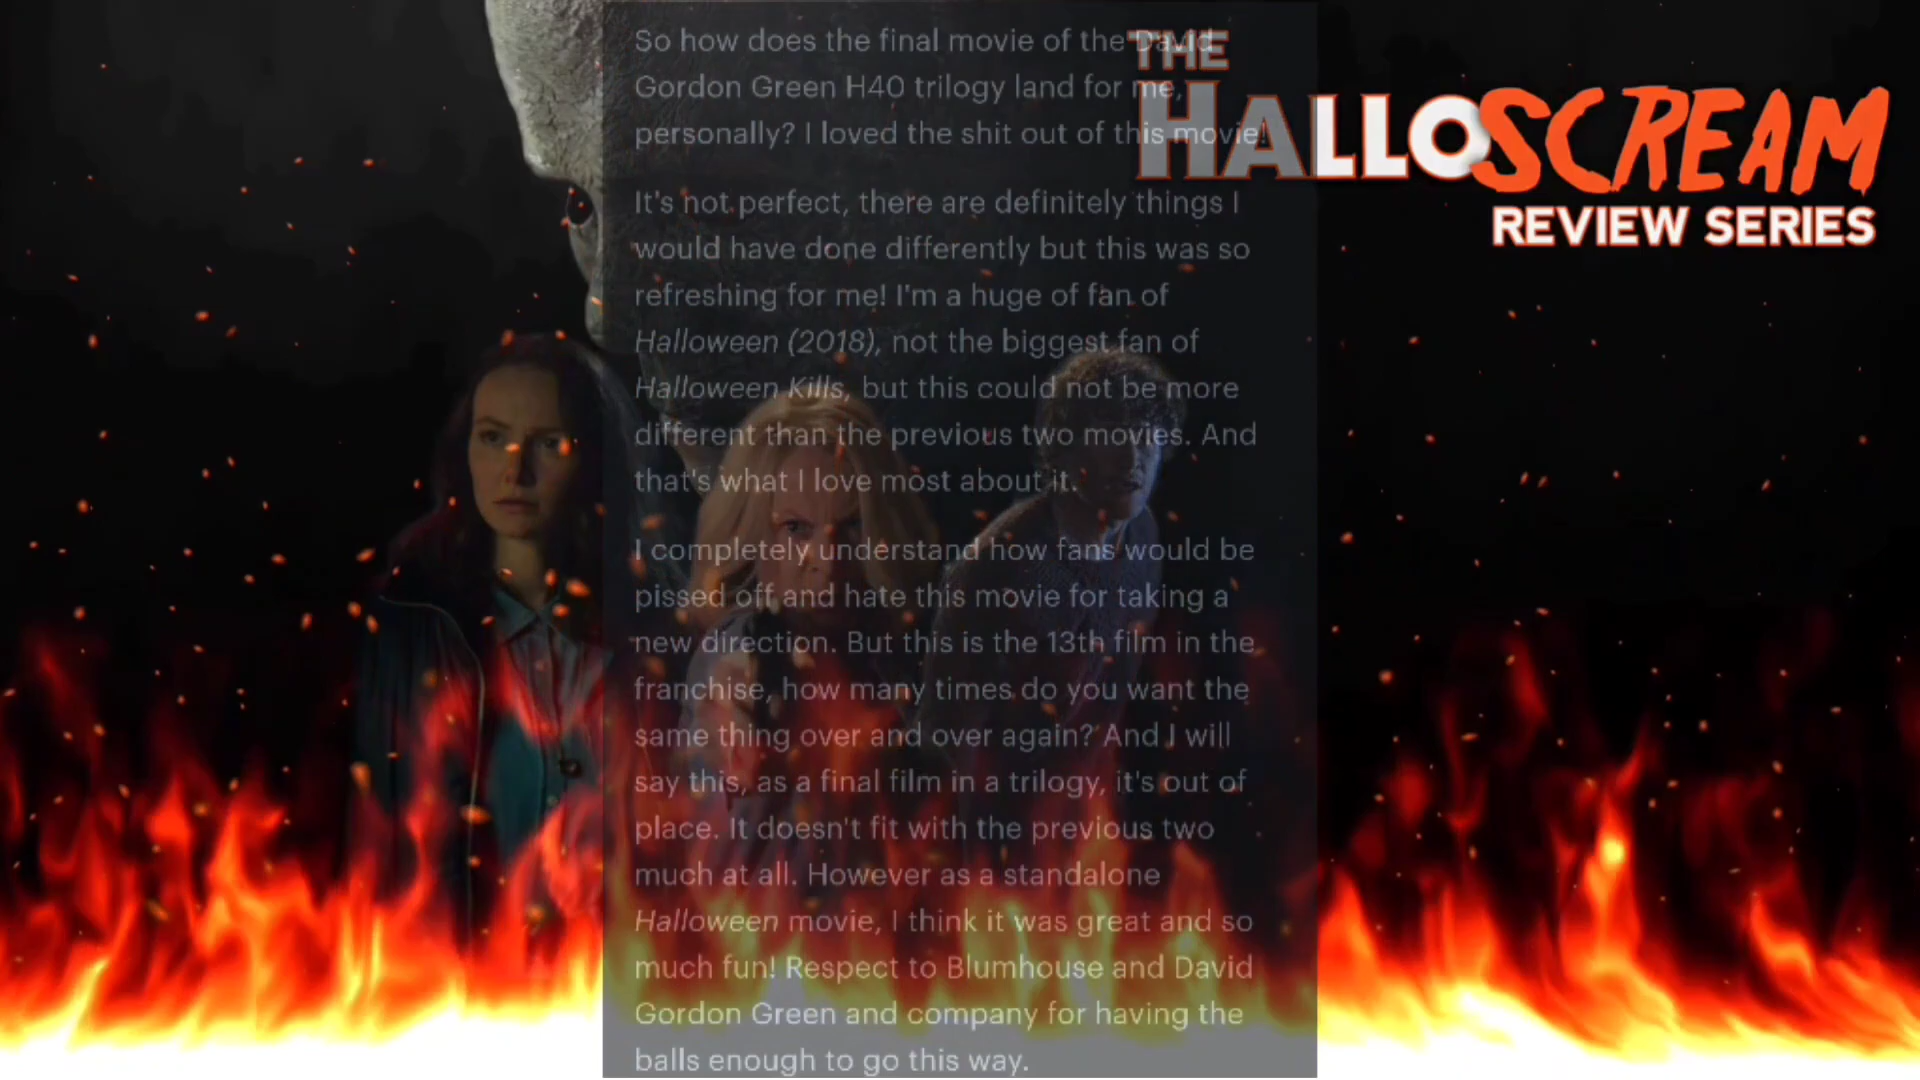 So how does the final movie of the David
Gordon Green H40 trilogy land for me,
personally? I loved the shit out of this movie!
It's not perfect, there are definitely things I
would have done differently but this was so
refreshing for me! I'm a huge of fan of
Halloween (2018), not the biggest fan of
Halloween Kills, but this could not be more
different than the previous two movies. And
that's what I love most about it.
I completely understand how fans would be
pissed off and hate this movie for taking a
new direction. But this is the 13th film in the
franchise, how many times do you want the
same thing over and over again? And I will
say this, as a final film in a trilogy, it's out of
place. It doesn't fit with the previous two
much at all. However as a standalone
Halloween movie, I think it was great and so
much fun! Respect to Blumhouse and David
Gordon Green and company for having the
balls enough to go this way.
THE
HALLOSCREAM
REVIEW SERIES